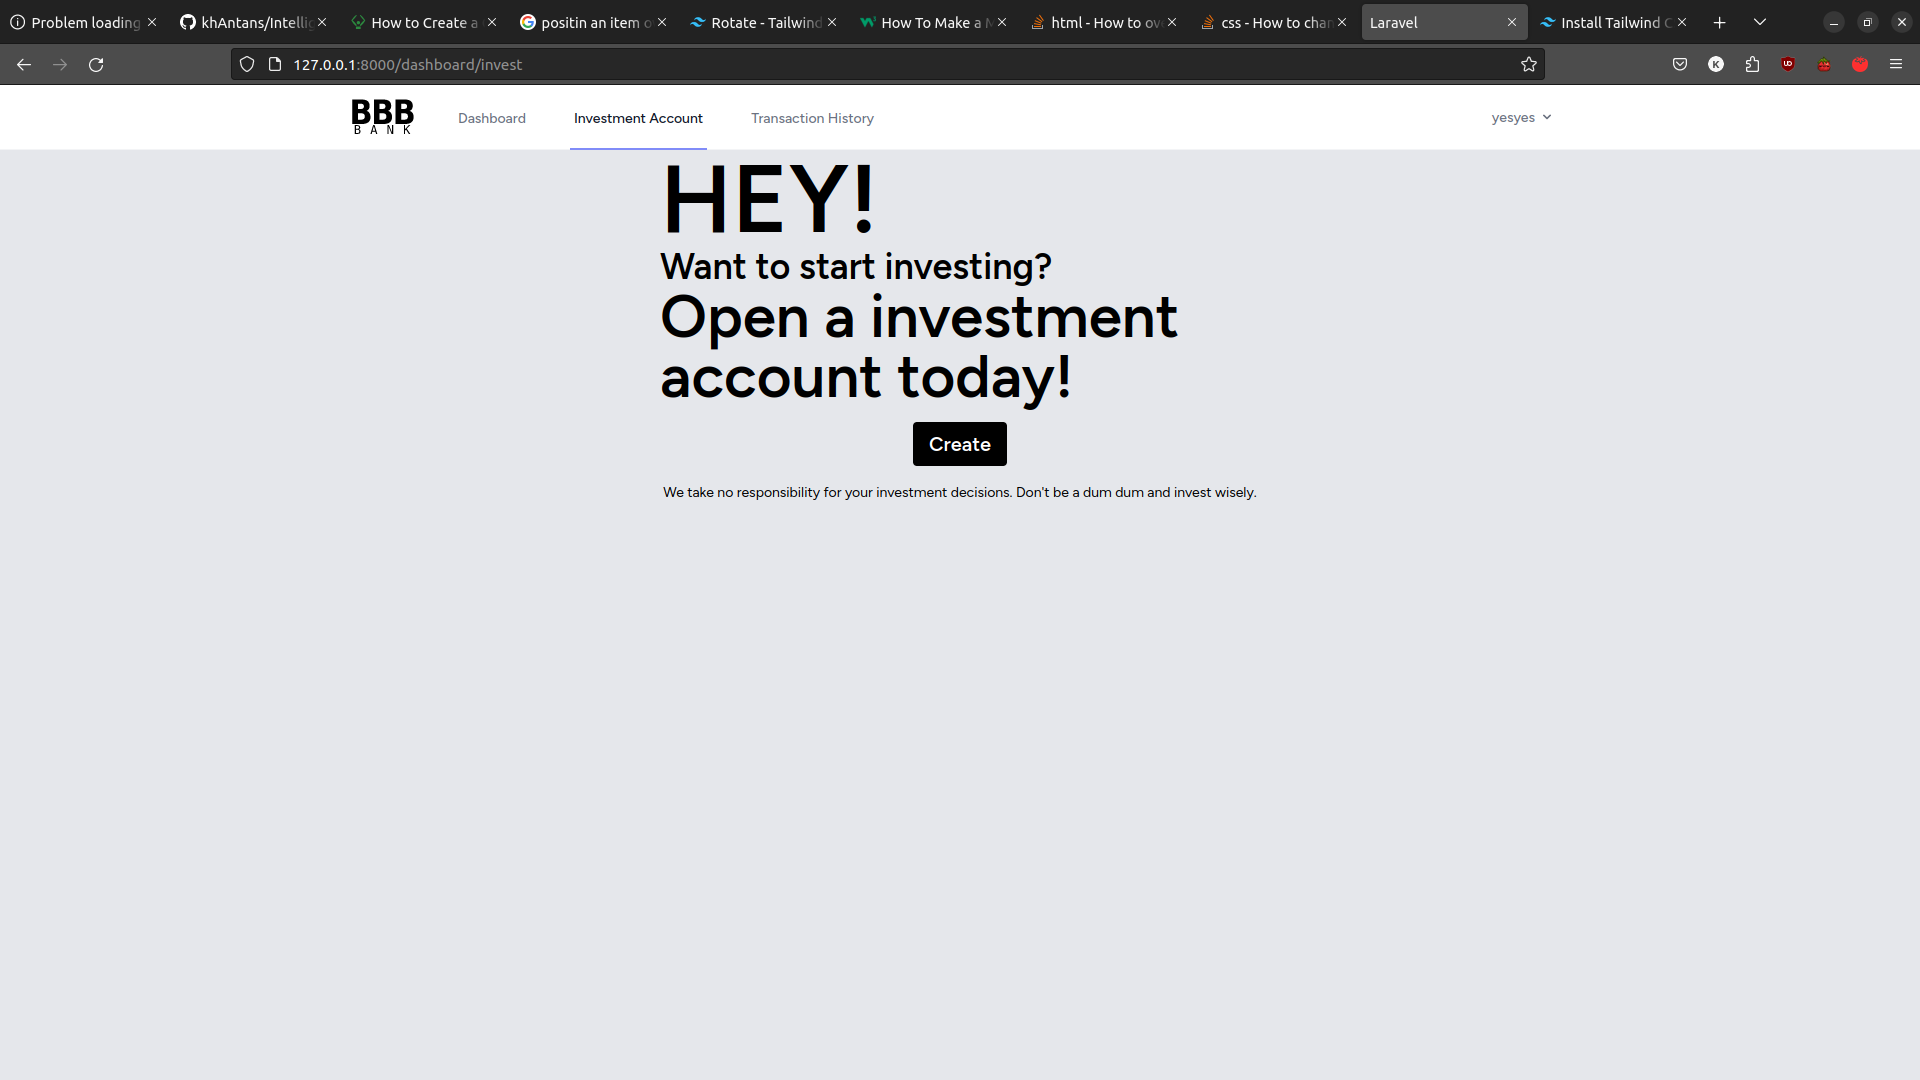 Problem loading
khAntans/Intellig
How to Create a
positin an item o
Rotate - Tailwind
How To Make a M
html - How to ov
css - How to chan
Laravel
Install Tailwind C
127.0.0.1:8000/dashboard/invest
K
BBB
BANK
Dashboard
Investment Account
Transaction History
yesyes
HEY!
Want to start investing?
Open a investment
account today!
Create
We take no responsibility for your investment decisions. Don't be a dum dum and invest wisely.